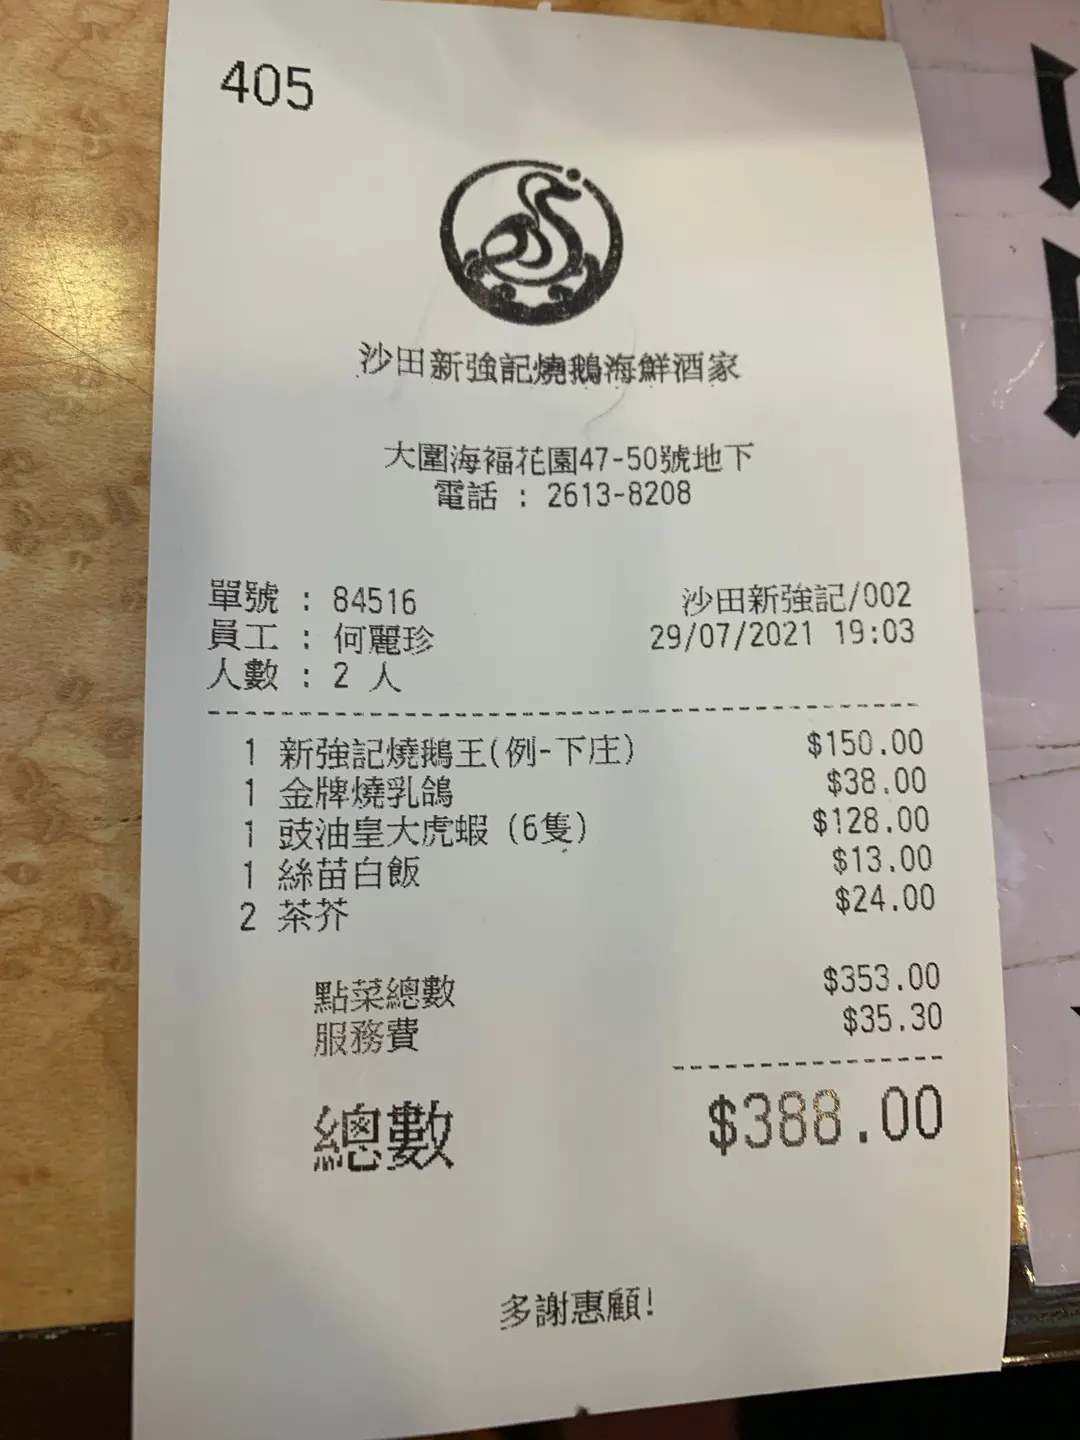 405
沙田新強記燒鵝海鮮酒家
大圍海福花園47-50號地下
電話 : 2613-8208
單號 : 84516 沙田新強記/002
員工 : 何麗珍 29/07/2021 19:03
人數 : 2 人
1 新強記燒鵝王(例-下庄) $150.00
1 金牌燒乳鴿 $38.00
1 豉油皇大虎蝦 (6隻) $128.00
1 絲苗白飯 $13.00
2 茶芥 $24.00
點菜總數 $353.00
服務費 $35.30
總數 $388.00
多謝惠顧!